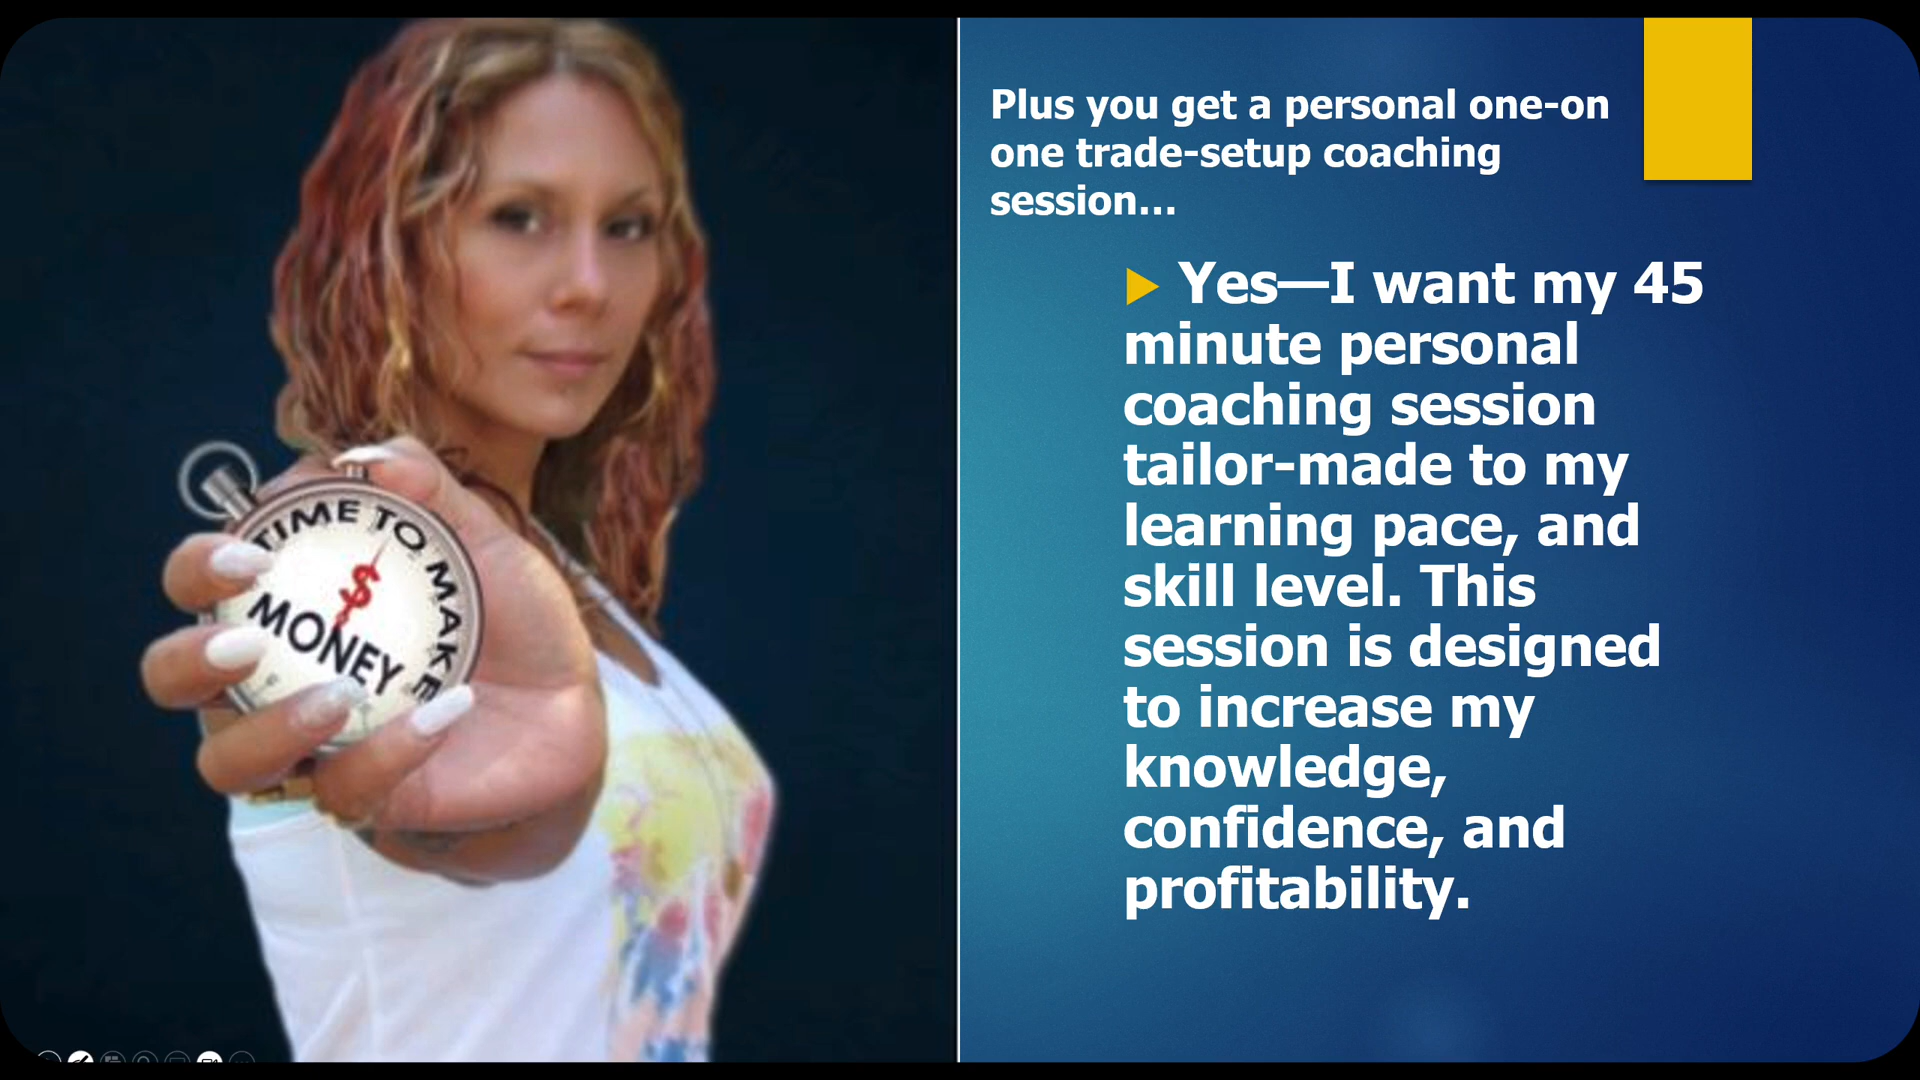 Plus you get a personal one-on
one trade-setup coaching
session...
Yes—I want my 45
minute personal
coaching session
tailor-made to my
learning pace, and
skill level. This
session is designed
to increase my
knowledge,
confidence, and
profitability.
TIME TO MAKE
$
MONEY